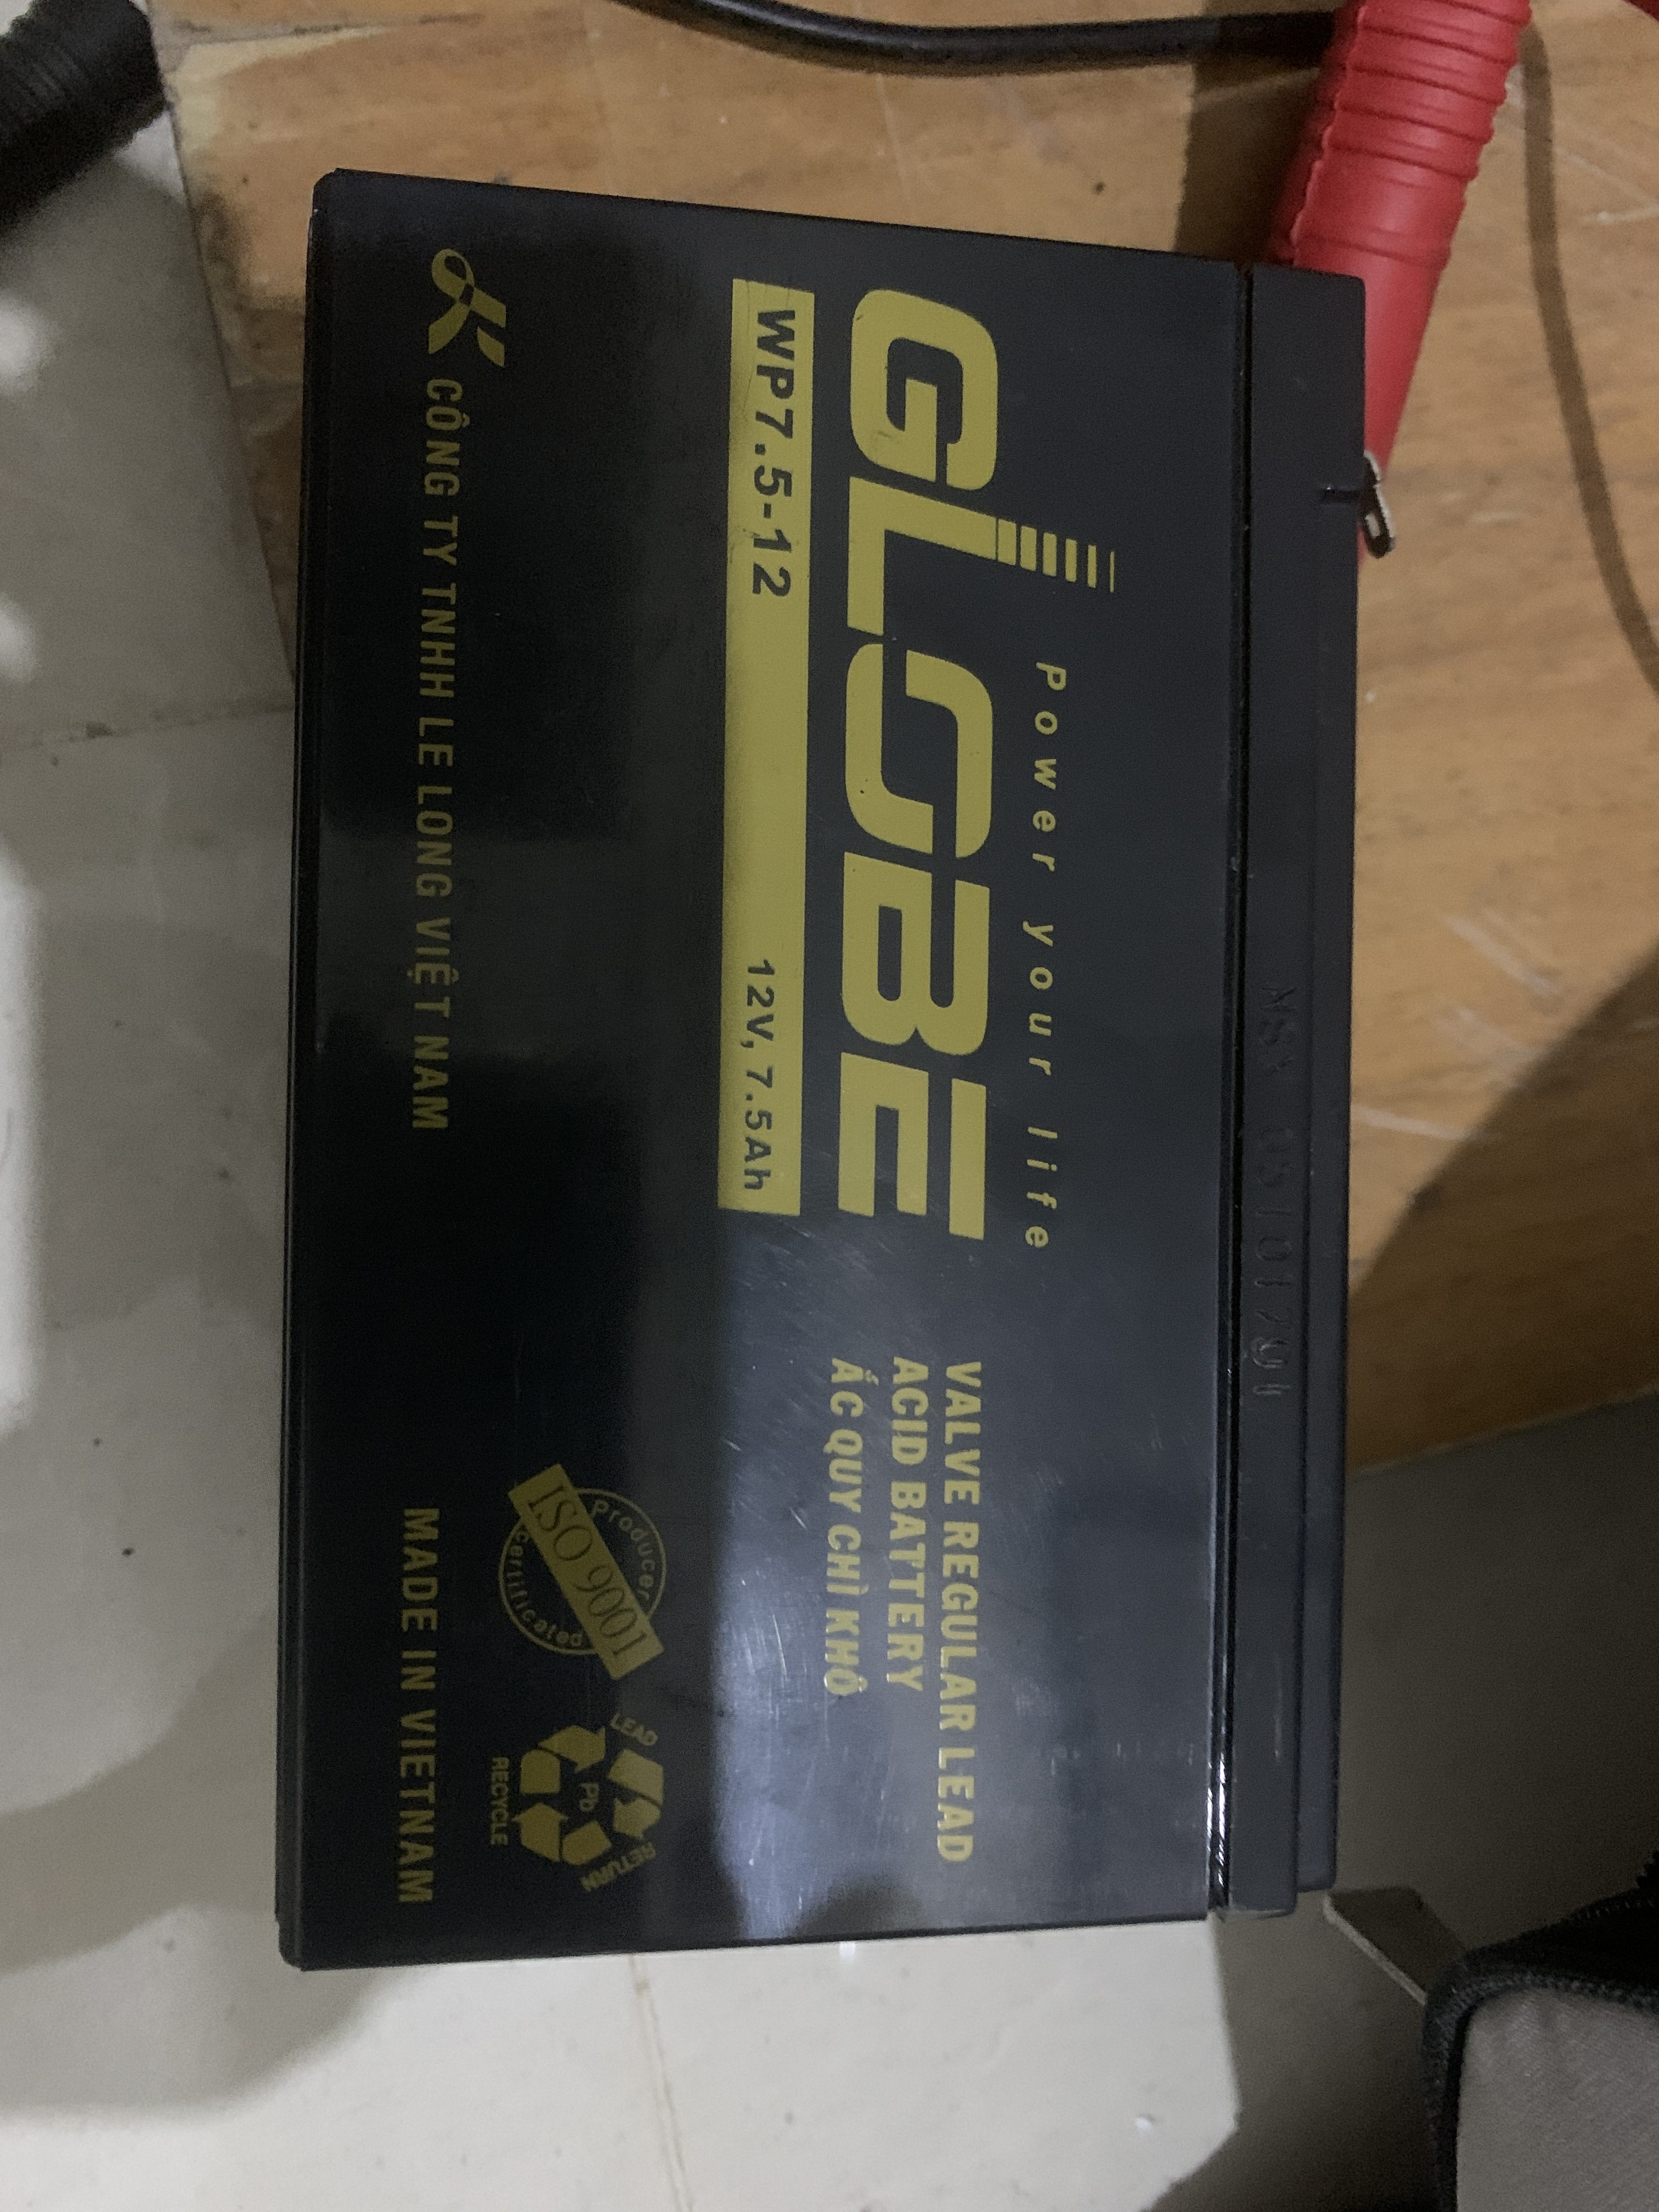 Power your life
GLOBE
WP7.5-12 12V, 7.5Ah
VALVE REGULAR LEAD
ACID BATTERY
ẮC QUY CHÌ KHÔ
Producer
ISO 9001
Certificated
LEAD
RETURN
Pb
RECYCLE
CÔNG TY TNHH LE LONG VIỆT NAM
MADE IN VIETNAM